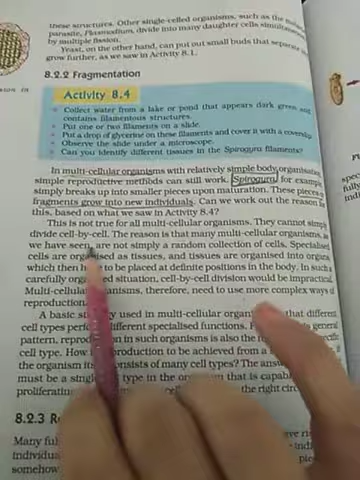 these structures. Other single-celled organisms, such as the
parasite, Plasmodium, divide into many daughter cells simultaneously
by multiple fission.
Yeast, on the other hand, can put out small buds that separate
grow further, as we saw in Activity 8.1.
8.2.2 Fragmentation
Activity 8.4
Collect water from a lake or pond that appears dark green and
contains filamentous structures.
Put one or two filaments on a slide.
Put a drop of glycerine on these filaments and cover it with a coverslip
Observe the slide under a microscope.
Can you identify different tissues in the Spirogyra filaments?
In multi-cellular organisms with relatively simple body organisation
simple reproductive methods can still work. Spirogyra, for example,
simply breaks up into smaller pieces upon maturation. These pieces
fragments grow into new individuals. Can we work out the reason
this, based on what we saw in Activity 8.4?
This is not true for all multi-cellular organisms. They cannot simply
divide cell-by-cell. The reason is that many multi-cellular organisms, as
we have seen, are not simply a random collection of cells. Specialised
cells are organised as tissues, and tissues are organised into organs,
which then have to be placed at definite positions in the body. In such
carefully organised situation, cell-by-cell division would be impractical.
Multi-cellular organisms, therefore, need to use more complex ways of
reproduction.
A basic used in multi-cellular that different
cell types different specialised functions. general
pattern, reproduction in such organisms is also the
cell type. How reproduction to be achieved from a
the organism consists of many cell types? The
must be a single type in the that is
proliferating the right
8.2.3
Many
individual
somehow